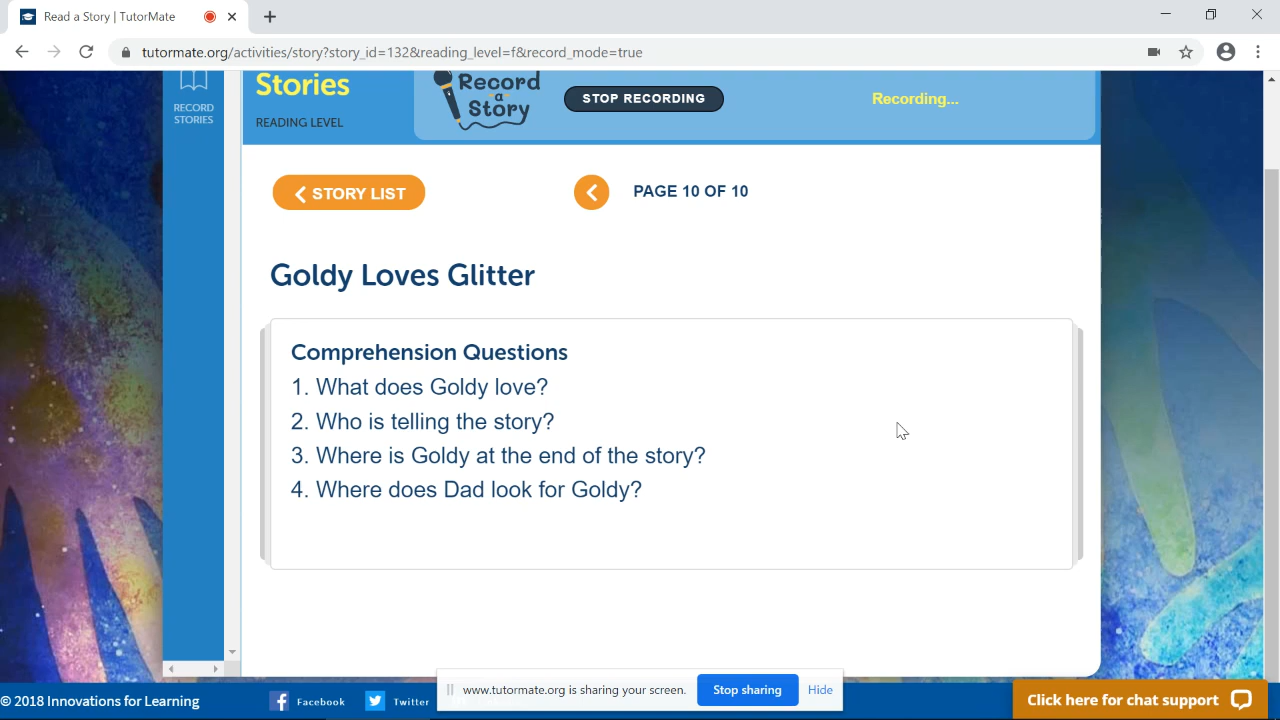 Read a Story | TutorMate
tutormate.org/activities/story?story_id=132&reading_level=f&record_mode=true
RECORD
STORIES
Stories
READING LEVEL
Record
a
Story
STOP RECORDING
Recording...
STORY LIST
PAGE 10 OF 10
Goldy Loves Glitter
Comprehension Questions
1. What does Goldy love?
2. Who is telling the story?
3. Where is Goldy at the end of the story?
4. Where does Dad look for Goldy?
www.tutormate.org is sharing your screen.
Stop sharing
Hide
© 2018 Innovations for Learning
Facebook
Twitter
Click here for chat support